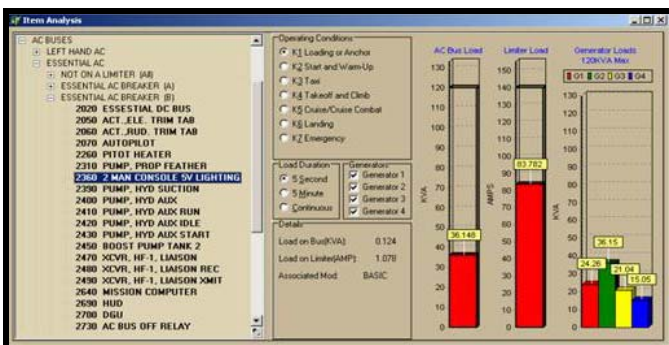 Item Analysis
AC BUSES
LEFT HAND AC
ESSENTIAL AC
NOT ON A LIMITER (All)
ESSENTIAL AC BREAKER (A)
ESSENTIAL AC BREAKER (B)
2020 ESSESTIAL DC BUS
2050 ACT.,ELE. TRIM TAB
2060 ACT.,RUD. TRIM TAB
2070 AUTOPILOT
2260 PITOT HEATER
2310 PUMP, PROP FEATHER
2360 2 MAN CONSOLE 5V LIGHTING
2390 PUMP, HYD SUCTION
2400 PUMP, HYD AUX
2410 PUMP, HYD AUX RUN
2420 PUMP, HYD AUX IDLE
2430 PUMP, HYD AUX START
2450 BOOST PUMP TANK 2
2470 XCVR, HF-1, LIAISON
2480 XCVR, HF-1, LIAISON REC
2490 XCVR, HF-1, LIAISON XMIT
2640 MISSION COMPUTER
2690 HUD
2700 DGU
2730 AC BUS OFF RELAY
Operating Conditions
K1 Loading or Anchor
K2 Start and Warm-Up
K3 Taxi
K4 Takeoff and Climb
K5 Cruise/Cruise Combat
K6 Landing
K7 Emergency
Load Duration
5 Second
5 Minute
Continuous
Generators
Generator 1
Generator 2
Generator 3
Generator 4
Details
Load on Bus(KVA): 0.124
Load on Limiter(AMP): 1.078
Associated Mod: BASIC
AC Bus Load
130
120
110
100
90
80
70
60
50
40
30
20
10
0
KVA
36.148
Limiter Load
150
140
130
120
110
100
90
80
70
60
50
40
30
20
10
0
AMPS
83.782
Generator Loads
120KVA Max
G1 G2 G3 G4
130
120
110
100
90
80
70
60
50
40
30
20
10
0
KVA
24.26
36.15
21.04
15.05